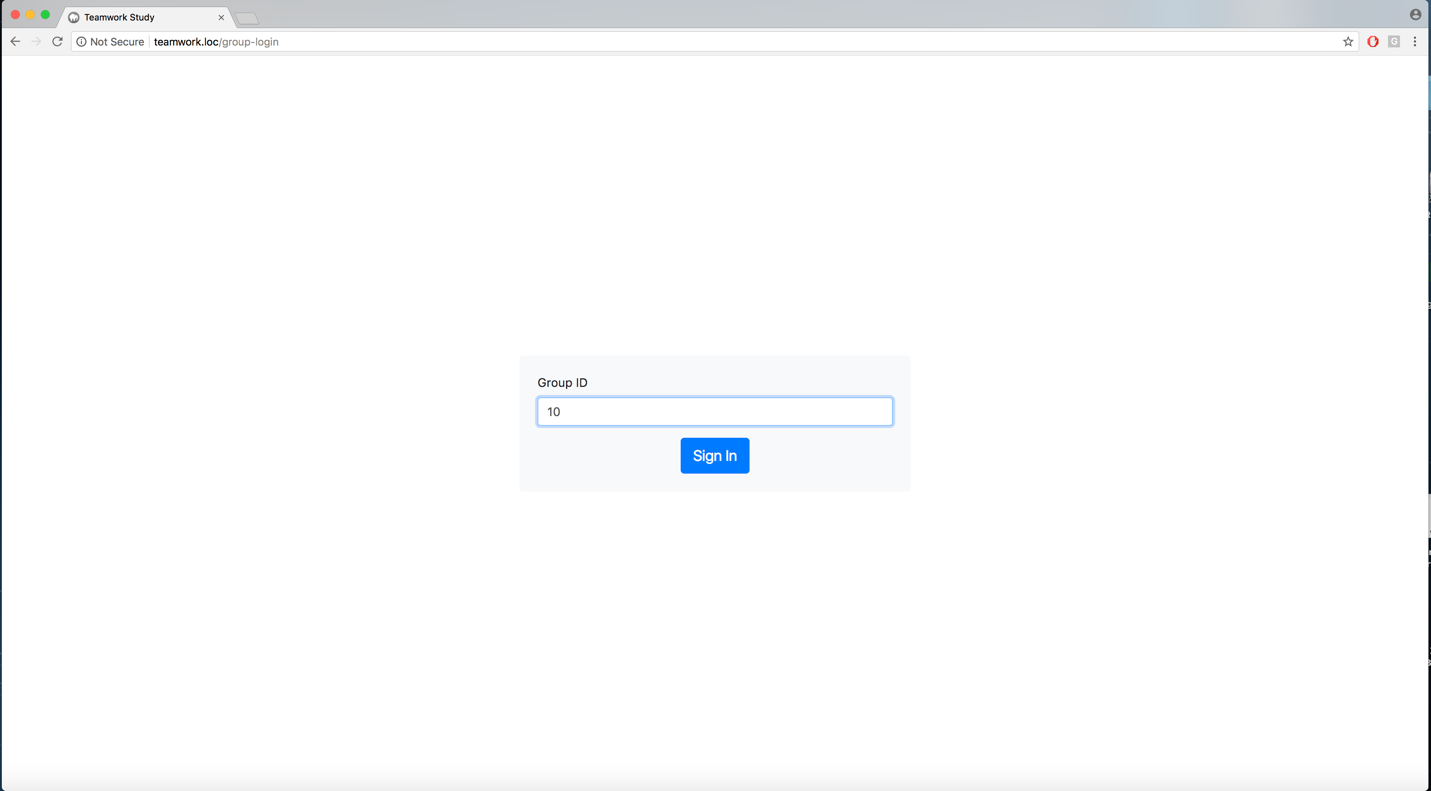 Teamwork Study
Not Secure teamwork.loc/group-login
Group ID
10
Sign In